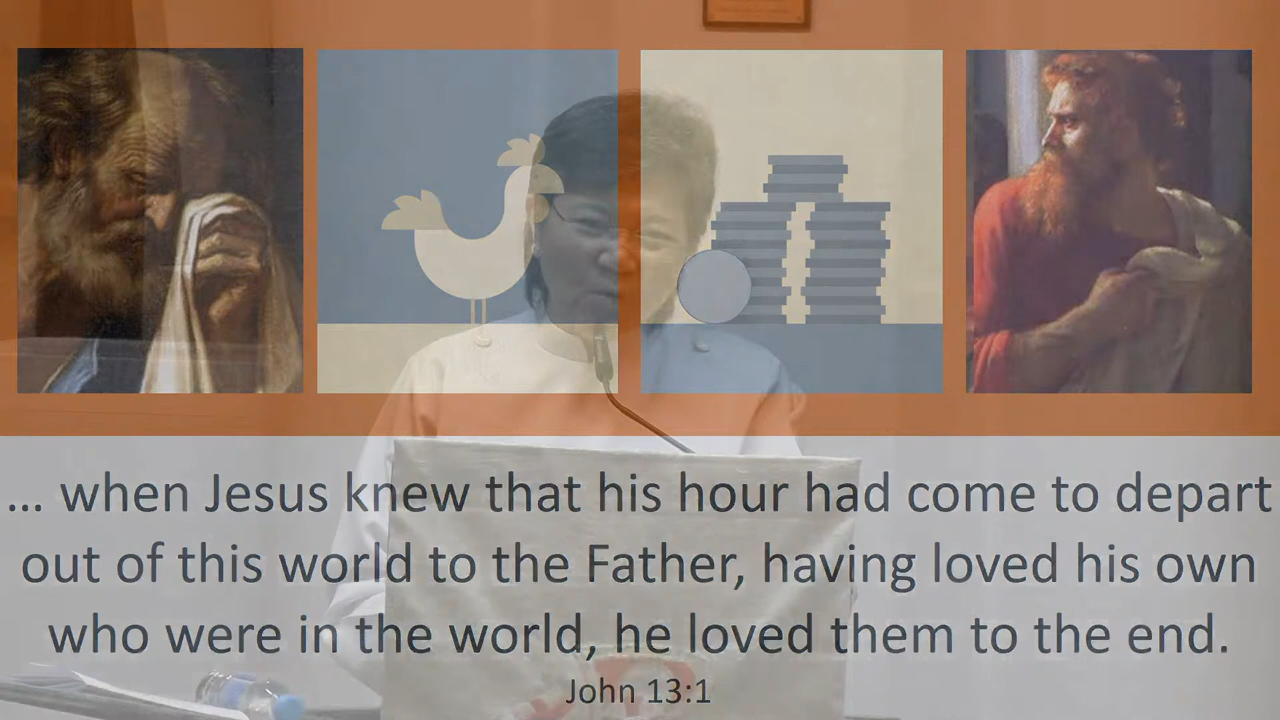 ... when Jesus knew that his hour had come to depart
out of this world to the Father, having loved his own
who were in the world, he loved them to the end.
John 13:1